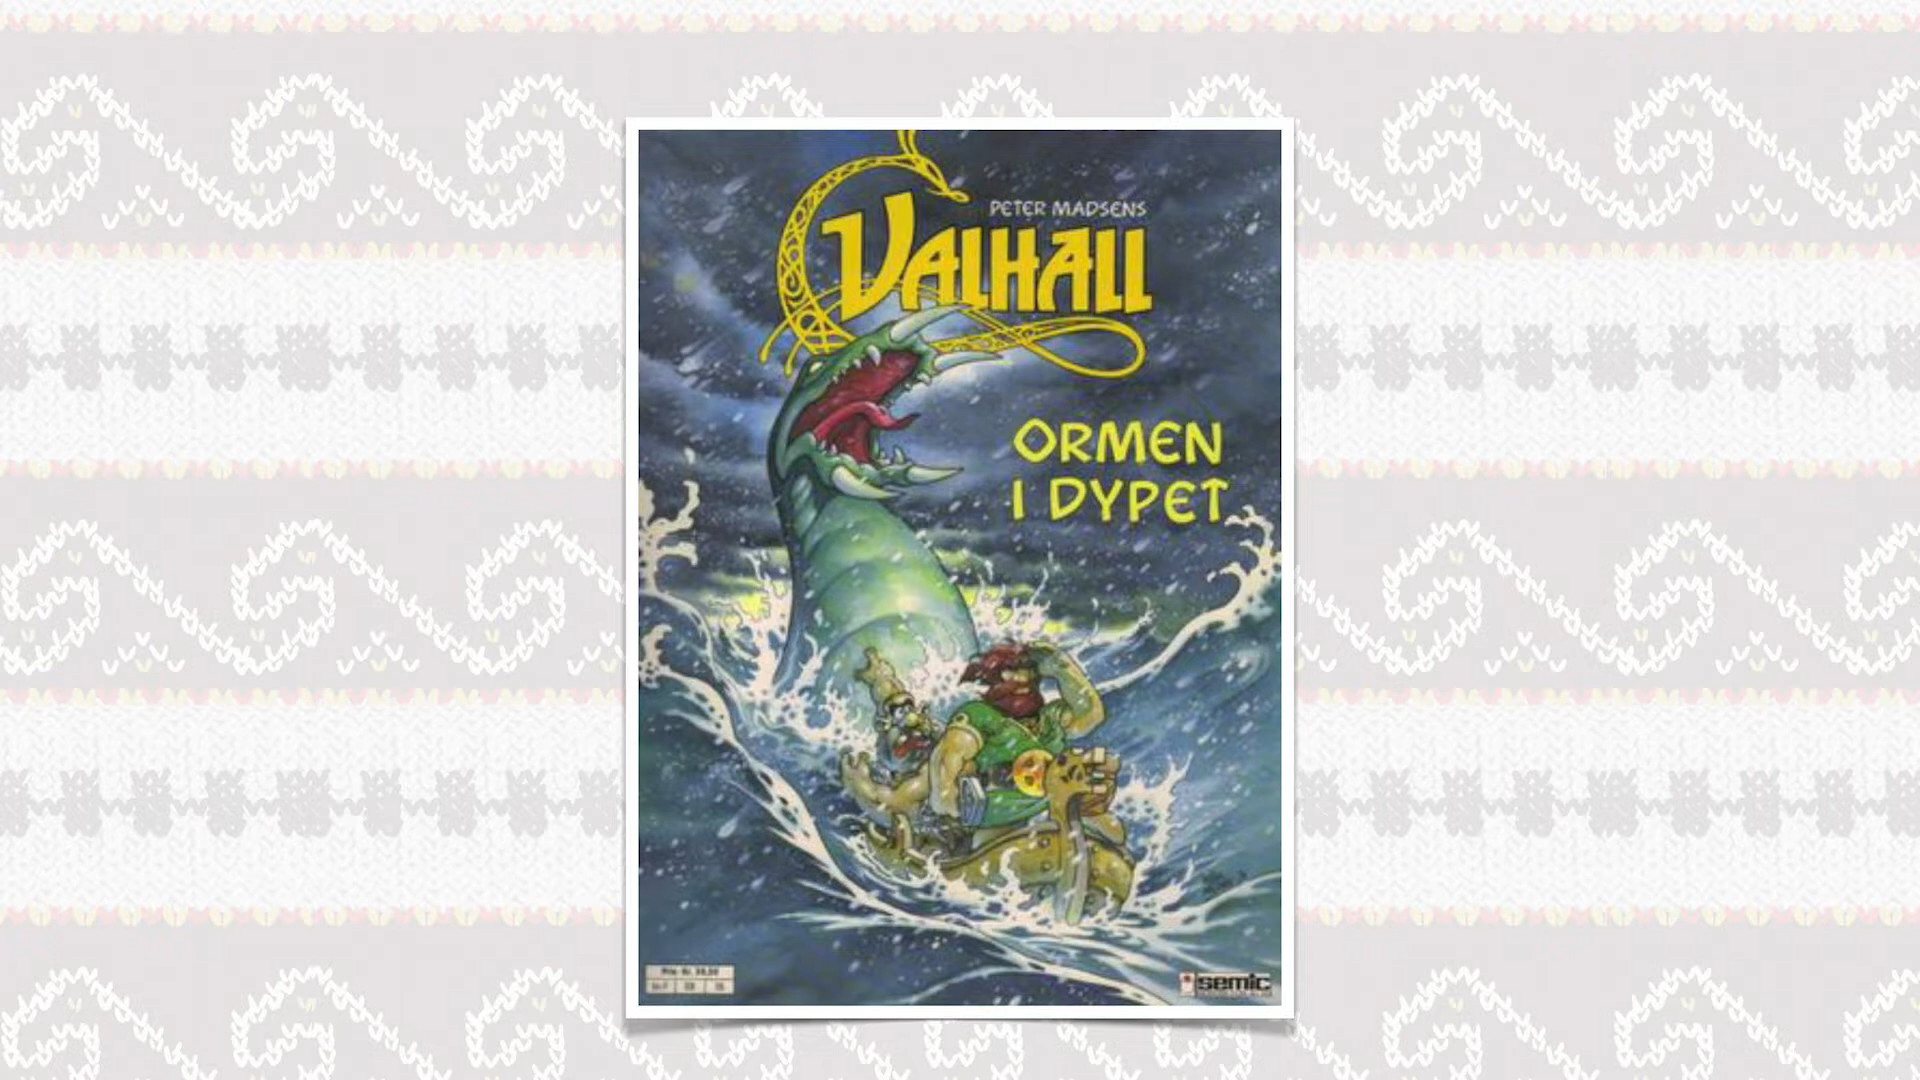 PETER MADSENS
VALHALL
ORMEN
I DYPET
semic